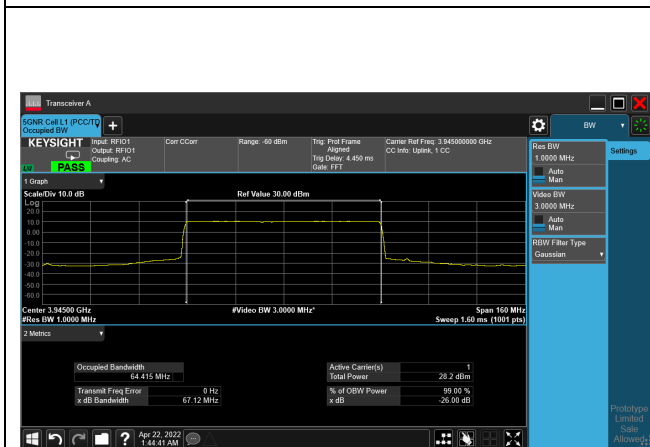 Transceiver A
5GNR Cell L1 (PCC/TD
Occupied BW
KEYSIGHT
Input: RFIO1
Output: RFIO1
Coupling: AC
Corr CCorr
Range: -60 dBm
Trig: Prot Frame
Aligned
Trig Delay: 4.450 ms
Gate: FFT
Carrier Ref Freq: 3.945000000 GHz
CC Info: Uplink, 1 CC
PASS
BW
Res BW
1.0000 MHz
Auto
Man
Video BW
3.0000 MHz
Auto
Man
RBW Filter Type
Gaussian
Settings
1 Graph
Scale/Div 10.0 dB
Ref Value 30.00 dBm
Log
20.0
10.0
0.00
-10.0
-20.0
-30.0
-40.0
-50.0
-60.0
Center 3.94500 GHz
#Video BW 3.0000 MHz*
Span 160 MHz
#Res BW 1.0000 MHz
Sweep 1.60 ms (1001 pts)
2 Metrics
Occupied Bandwidth
64.415 MHz
Transmit Freq Error 0 Hz
x dB Bandwidth 67.12 MHz
Active Carrier(s) 1
Total Power 28.2 dBm
% of OBW Power 99.00 %
x dB -26.00 dB
Apr 22, 2022
1:44:41 AM
Prototype
Limited
Sale
Allowed